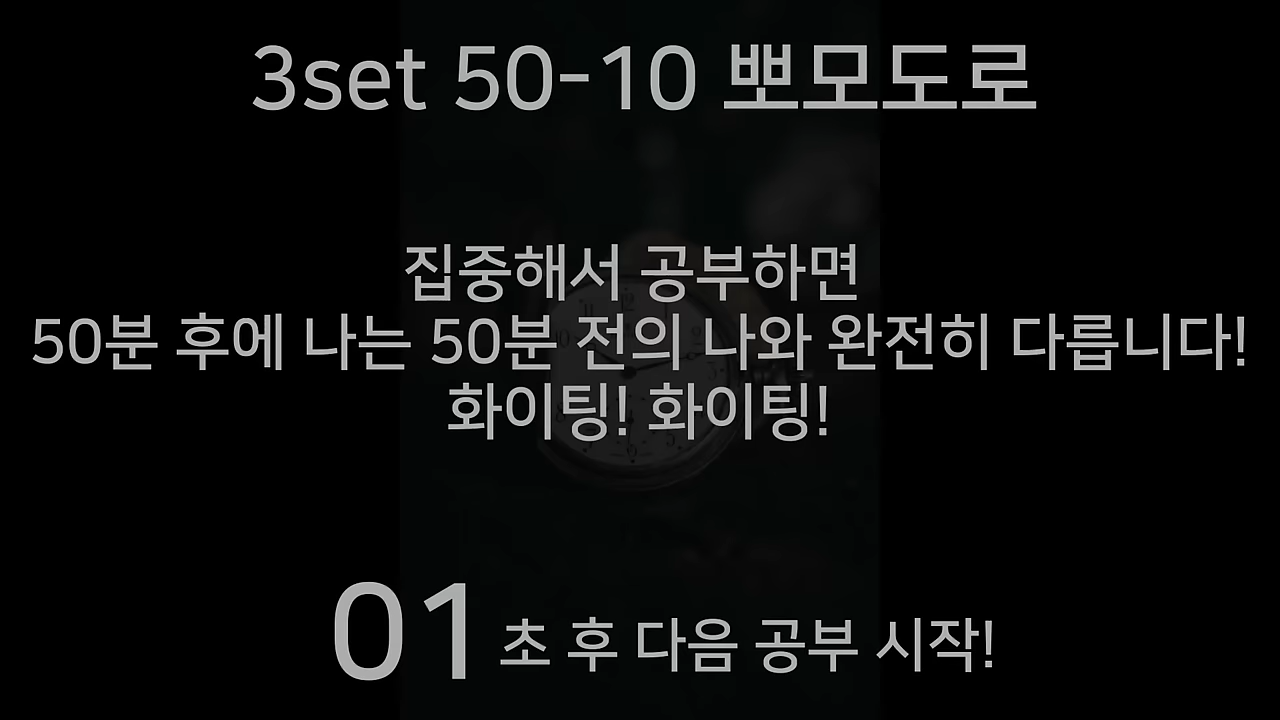 3set 50-10 뽀모도로
집중해서 공부하면
50분 후에 나는 50분 전의 나와 완전히 다릅니다!
화이팅! 화이팅!
01 초 후 다음 공부 시작!